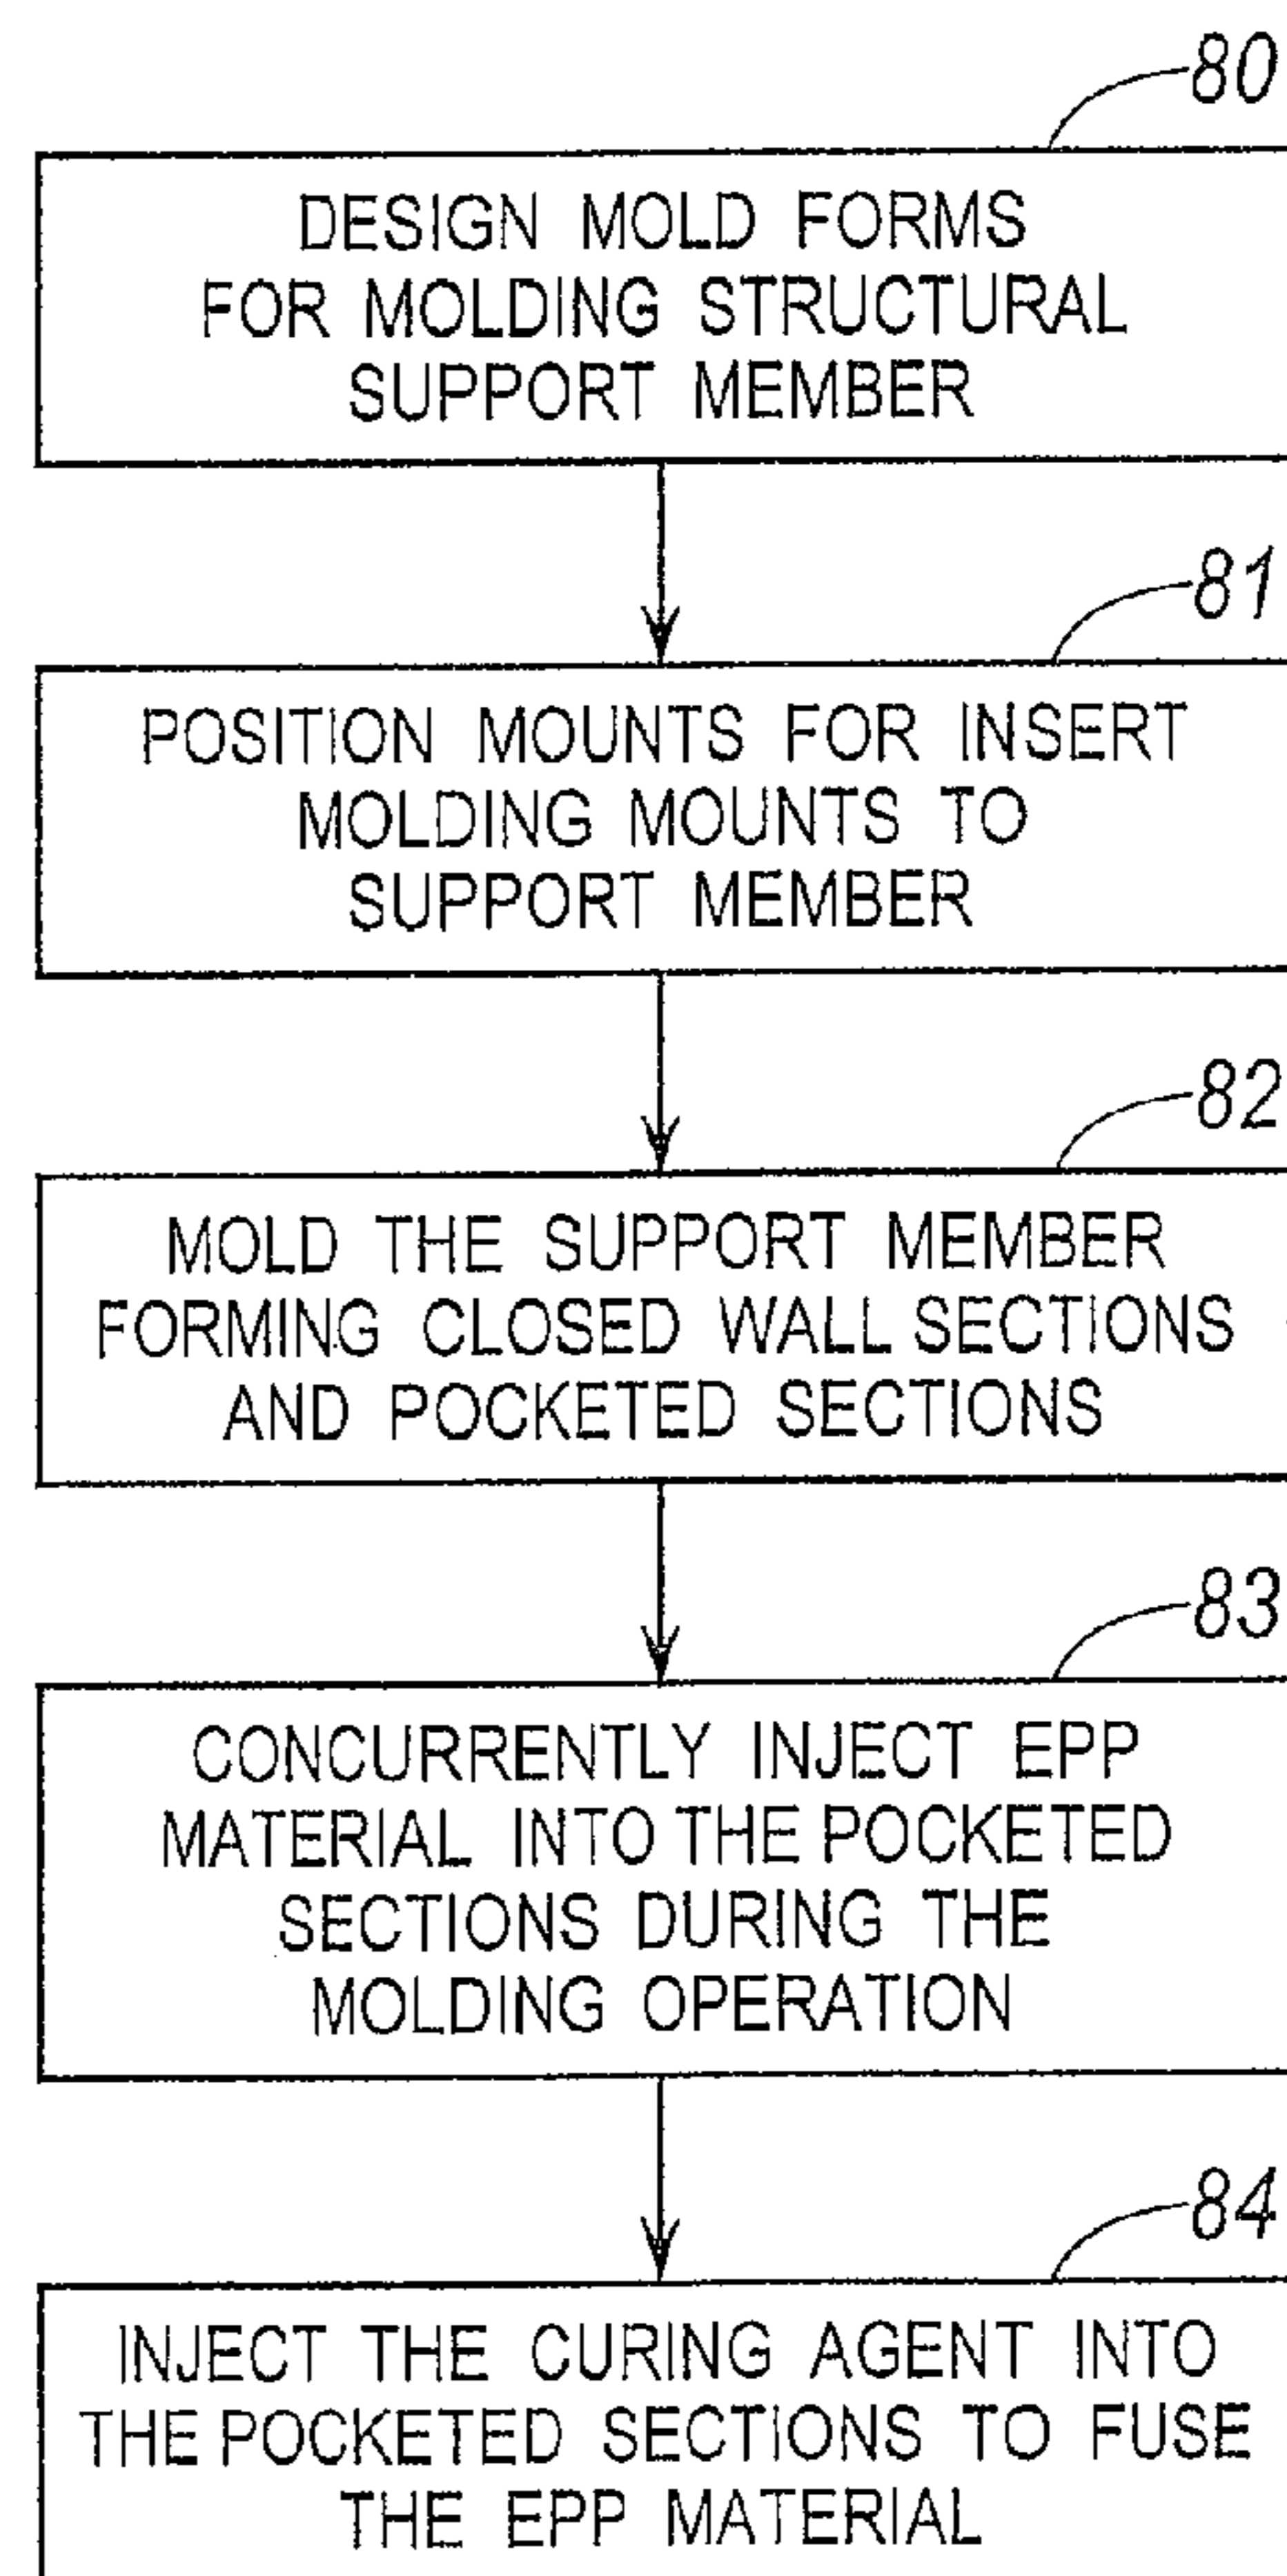 80
DESIGN MOLD FORMS
FOR MOLDING STRUCTURAL
SUPPORT MEMBER
81
POSITION MOUNTS FOR INSERT
MOLDING MOUNTS TO
SUPPORT MEMBER
82
MOLD THE SUPPORT MEMBER
FORMING CLOSED WALL SECTIONS
AND POCKETED SECTIONS
83
CONCURRENTLY INJECT EPP
MATERIAL INTO THE POCKETED
SECTIONS DURING THE
MOLDING OPERATION
84
INJECT THE CURING AGENT INTO
THE POCKETED SECTIONS TO FUSE
THE EPP MATERIAL